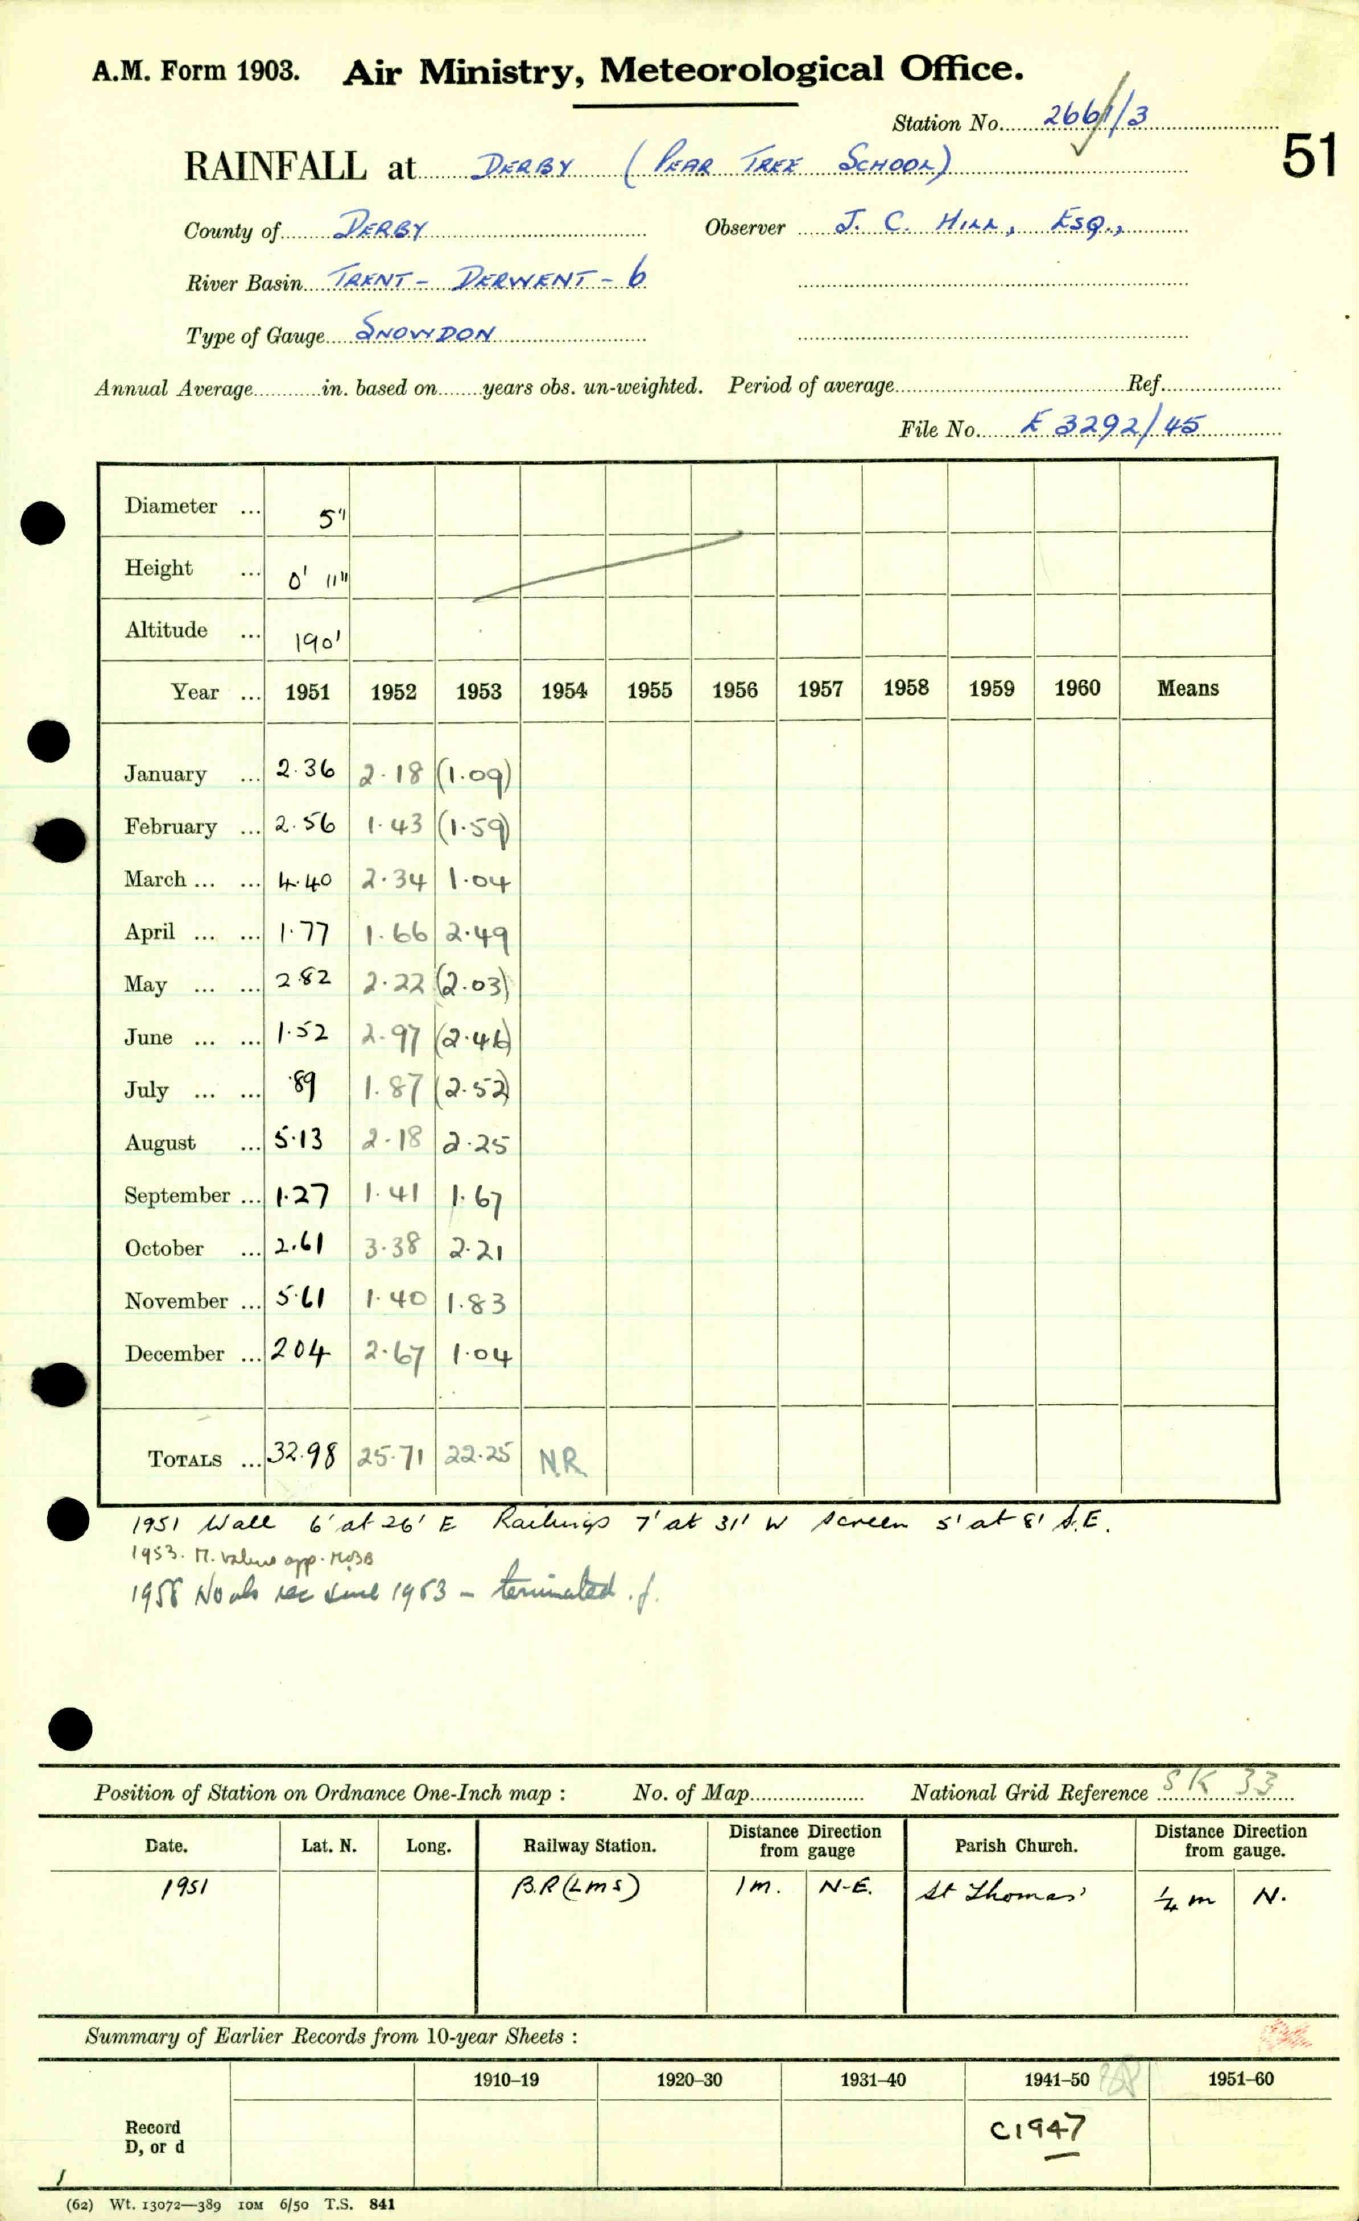 A.M. Form 1903. Air Ministry, Meteorological Office.
Station No. 2661/3
51
RAINFALL at DERBY (PEAR TREE SCHOOL)
County of DERBY Observer J. C. HILL, ESQ.,
River Basin TRENT - DERWENT - 6
Type of Gauge SNOWDON
Annual Average in. based on years obs. un-weighted. Period of average Ref.
File No. E 3292/45
Diameter ... 5"
Height ... 0' 11"
Altitude ... 190'
Year ... 1951 1952 1953 1954 1955 1956 1957 1958 1959 1960 Means
January ... 2.36 2.18 (1.09)
February ... 2.56 1.43 (1.59)
March ... ... 4.40 2.34 1.04
April ... ... 1.77 1.66 2.49
May ... ... 2.82 2.22 (2.03)
June ... ... 1.52 2.97 (2.46)
July ... ... .89 1.87 (2.52)
August ... 5.13 2.18 2.25
September ... 1.27 1.41 1.67
October ... 2.61 3.38 2.21
November ... 5.61 1.40 1.83
December ... 2 04 2.67 1.04
TOTALS ... 32.98 25.71 22.25 N.R.
1951 Wall 6' at 26' E Railings 7' at 31' W Screen 5' at 8' S.E.
1953. M. values app.
1958 No obs rec since 1953 - terminated.
Position of Station on Ordnance One-Inch map : No. of Map National Grid Reference SK 33
Date. Lat. N. Long. Railway Station. Distance Direction from gauge Parish Church. Distance Direction from gauge.
1951 B.R (LMS) 1 m. N-E. St Thomas' ¼ m N.
Summary of Earlier Records from 10-year Sheets :
1910–19 1920–30 1931–40 1941–50 1951–60
Record D, or d C1947
(62) Wt. 13072—389 10M 6/50 T.S. 841